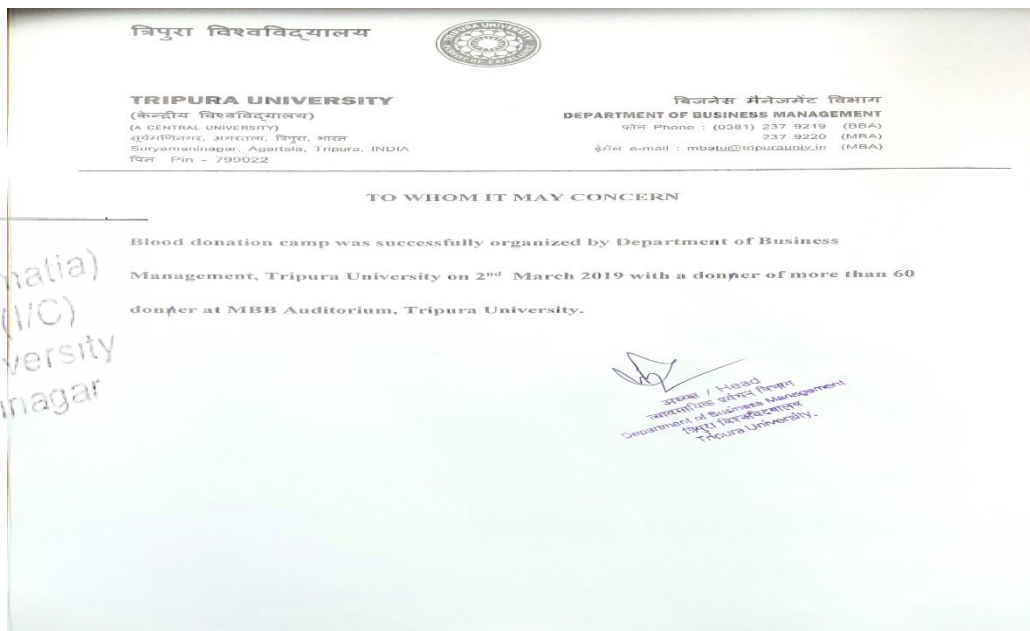 त्रिपुरा विश्वविद्यालय
TRIPURA UNIVERSITY
(केन्द्रीय विश्वविद्यालय)
(A CENTRAL UNIVERSITY)
सूर्यमणिनगर, अगरतला, त्रिपुरा, भारत
Suryamaninagar, Agartala, Tripura, INDIA
पिन Pin - 799022
बिजनेस मैनेजमेंट विभाग
DEPARTMENT OF BUSINESS MANAGEMENT
फोन Phone : (0381) 237 9219 (BBA)
237 9220 (MBA)
ईमेल e-mail : mbatu@tripurauniv.in (MBA)
TO WHOM IT MAY CONCERN
Blood donation camp was successfully organized by Department of Business
Management, Tripura University on 2nd March 2019 with a donner of more than 60
donner at MBB Auditorium, Tripura University.
matia)
(I/C)
versity
nagar
अध्यक्ष / Head
Department of Business Management
त्रिपुरा विश्वविद्यालय
Tripura University.